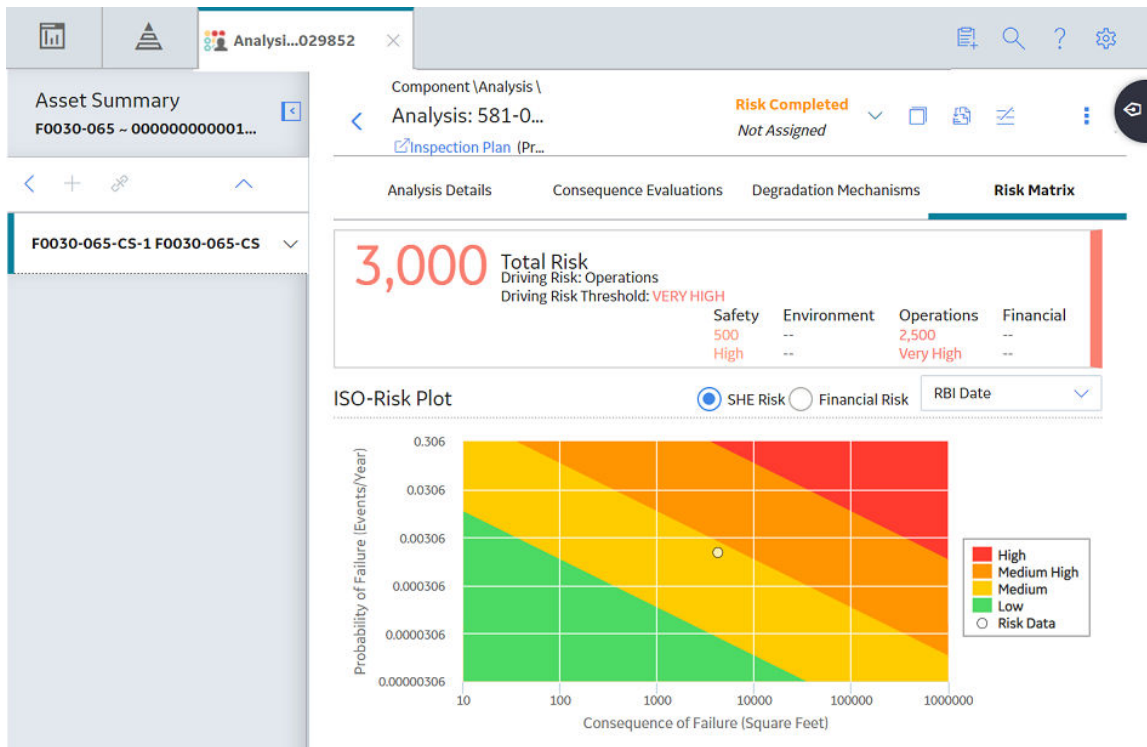 Analysi...029852
Asset Summary
F0030-065 ~ 000000000001...
Component \Analysis \
Analysis: 581-0...
Inspection Plan (Pr...
Risk Completed
Not Assigned
Analysis Details Consequence Evaluations Degradation Mechanisms Risk Matrix
F0030-065-CS-1 F0030-065-CS
3,000
Total Risk
Driving Risk: Operations
Driving Risk Threshold: VERY HIGH
Safety Environment Operations Financial
500 -- 2,500 --
High -- Very High --
ISO-Risk Plot
SHE Risk Financial Risk RBI Date
Probability of Failure (Events/Year)
0.306
0.0306
0.00306
0.000306
0.0000306
0.00000306
10 100 1000 10000 100000 1000000
Consequence of Failure (Square Feet)
High
Medium High
Medium
Low
Risk Data